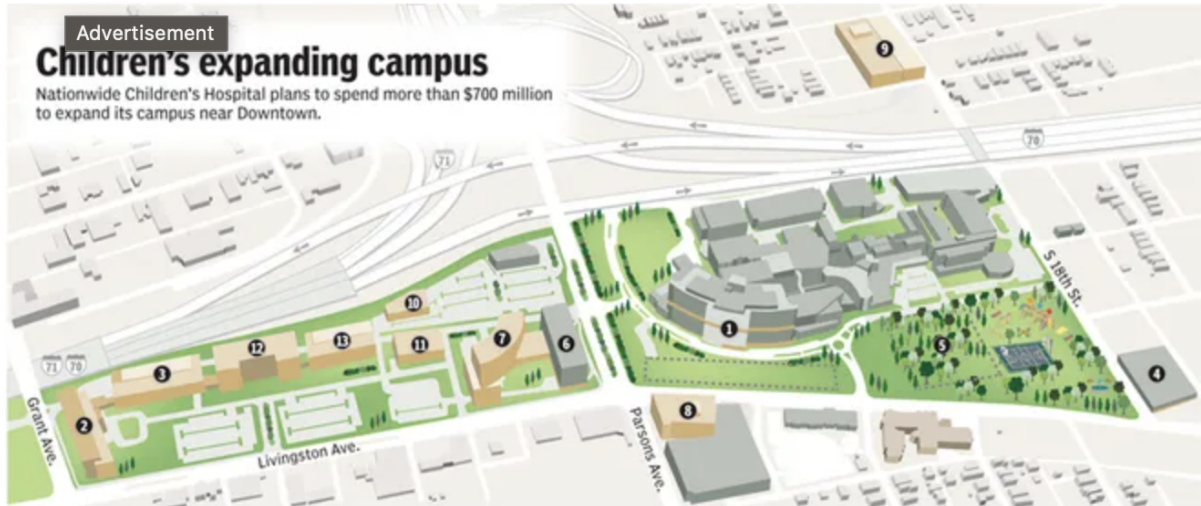 Advertisement
Children's expanding campus
Nationwide Children's Hospital plans to spend more than $700 million
to expand its campus near Downtown.
9
70
71
S 18th St.
10
1
13
7
6
12
11
5
3
71 70
4
2
8
Grant Ave.
Livingston Ave.
Parsons Ave.